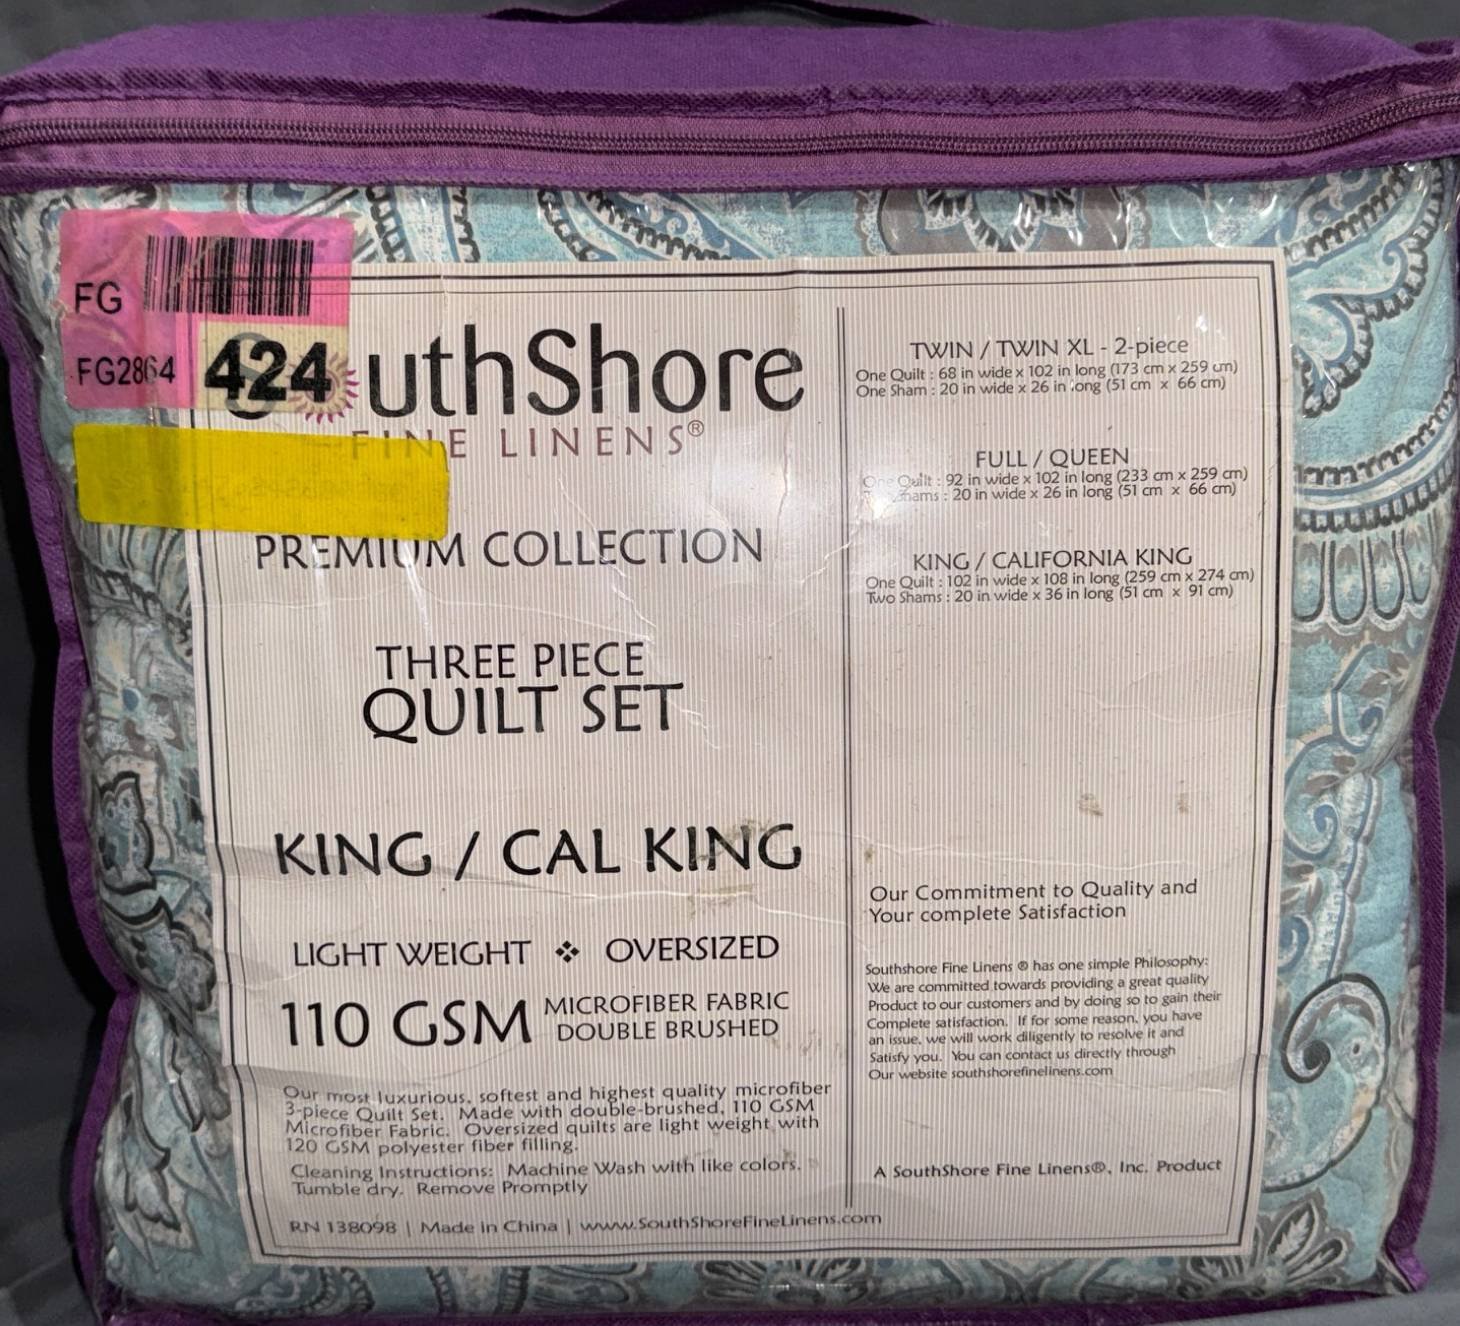 FG
FG2864
424
uthShore
FINE LINENS®
PREMIUM COLLECTION
THREE PIECE
QUILT SET
KING / CAL KING
LIGHT WEIGHT ❖ OVERSIZED
110 GSM MICROFIBER FABRIC
DOUBLE BRUSHED
Our most luxurious, softest and highest quality microfiber
3-piece Quilt Set. Made with double-brushed, 110 GSM
Microfiber Fabric. Oversized quilts are light weight with
120 GSM polyester fiber filling.
Cleaning Instructions: Machine Wash with like colors.
Tumble dry. Remove Promptly
RN 138098 | Made in China | www.SouthShoreFineLinens.com
TWIN / TWIN XL - 2-piece
One Quilt : 68 in wide x 102 in long (173 cm x 259 cm)
One Sham : 20 in wide x 26 in long (51 cm x 66 cm)
FULL / QUEEN
One Quilt : 92 in wide x 102 in long (233 cm x 259 cm)
Shams : 20 in wide x 26 in long (51 cm x 66 cm)
KING / CALIFORNIA KING
One Quilt : 102 in wide x 108 in long (259 cm x 274 cm)
Two Shams : 20 in wide x 36 in long (51 cm x 91 cm)
Our Commitment to Quality and
Your complete Satisfaction
Southshore Fine Linens ® has one simple Philosophy:
We are committed towards providing a great quality
Product to our customers and by doing so to gain their
Complete satisfaction. If for some reason, you have
an issue, we will work diligently to resolve it and
Satisfy you. You can contact us directly through
Our website southshorefinelinens.com
A SouthShore Fine Linens®, Inc. Product